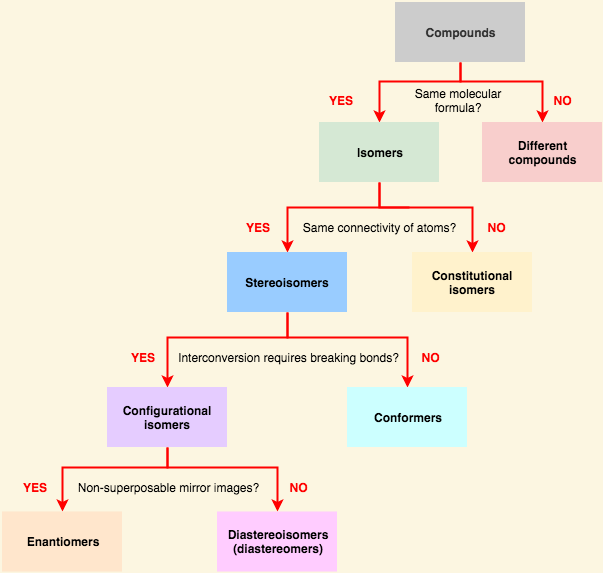 Compounds
YES
Same molecular
formula?
NO
Isomers
Different
compounds
YES
Same connectivity of atoms?
NO
Stereoisomers
Constitutional
isomers
YES
Interconversion requires breaking bonds?
NO
Configurational
isomers
Conformers
YES
Non-superposable mirror images?
NO
Enantiomers
Diastereoisomers
(diastereomers)